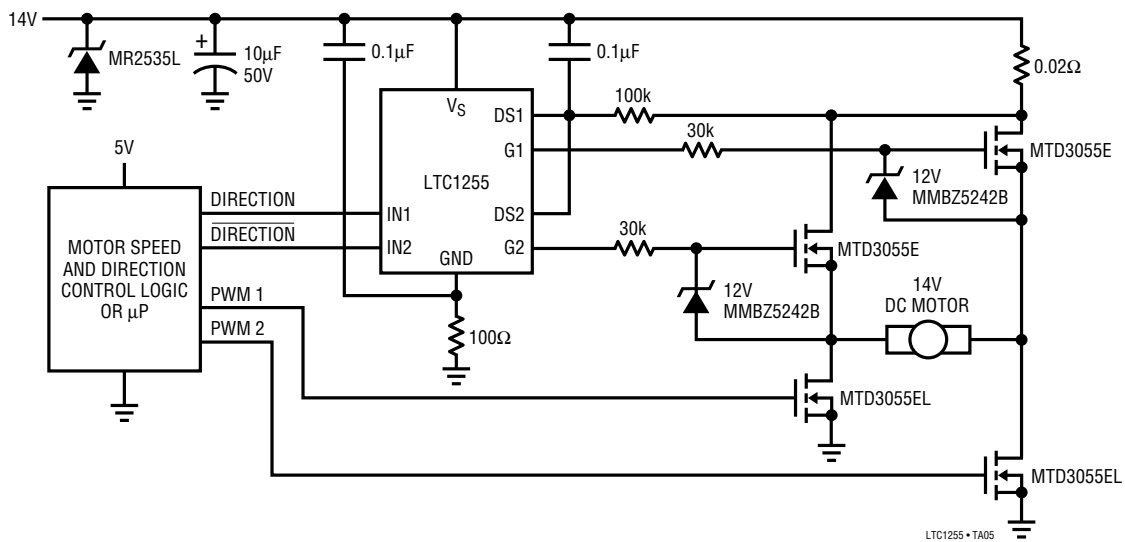 14V
MR2535L
+
10μF
50V
0.1μF
0.1μF
0.02Ω
VS
DS1
100k
G1
30k
MTD3055E
5V
LTC1255
12V
MMBZ5242B
DIRECTION
IN1
DS2
DIRECTION
IN2
G2
30k
MTD3055E
GND
MOTOR SPEED
AND DIRECTION
CONTROL LOGIC
OR μP
PWM 1
PWM 2
12V
MMBZ5242B
14V
DC MOTOR
100Ω
MTD3055EL
MTD3055EL
LTC1255 • TA05